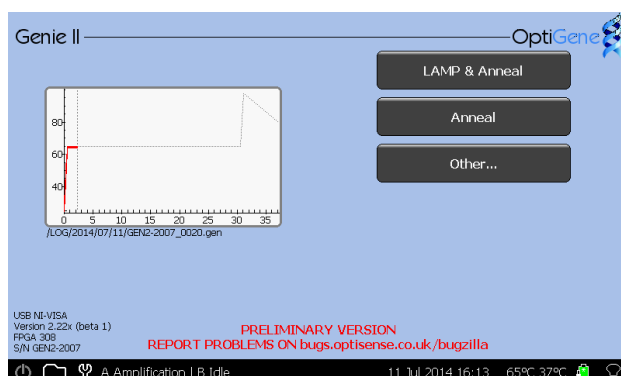 Genie II
OptiGene
LAMP & Anneal
Anneal
Other...
80
60
40
0 5 10 15 20 25 30 35
/LOG/2014/07/11/GEN2-2007_0020.gen
USB NI-VISA
Version 2.22x (beta 1)
FPGA 308
S/N GEN2-2007
PRELIMINARY VERSION
REPORT PROBLEMS ON bugs.optisense.co.uk/bugzilla
A Amplification | B Idle 11 Jul 2014 16:13 65ºC 37ºC